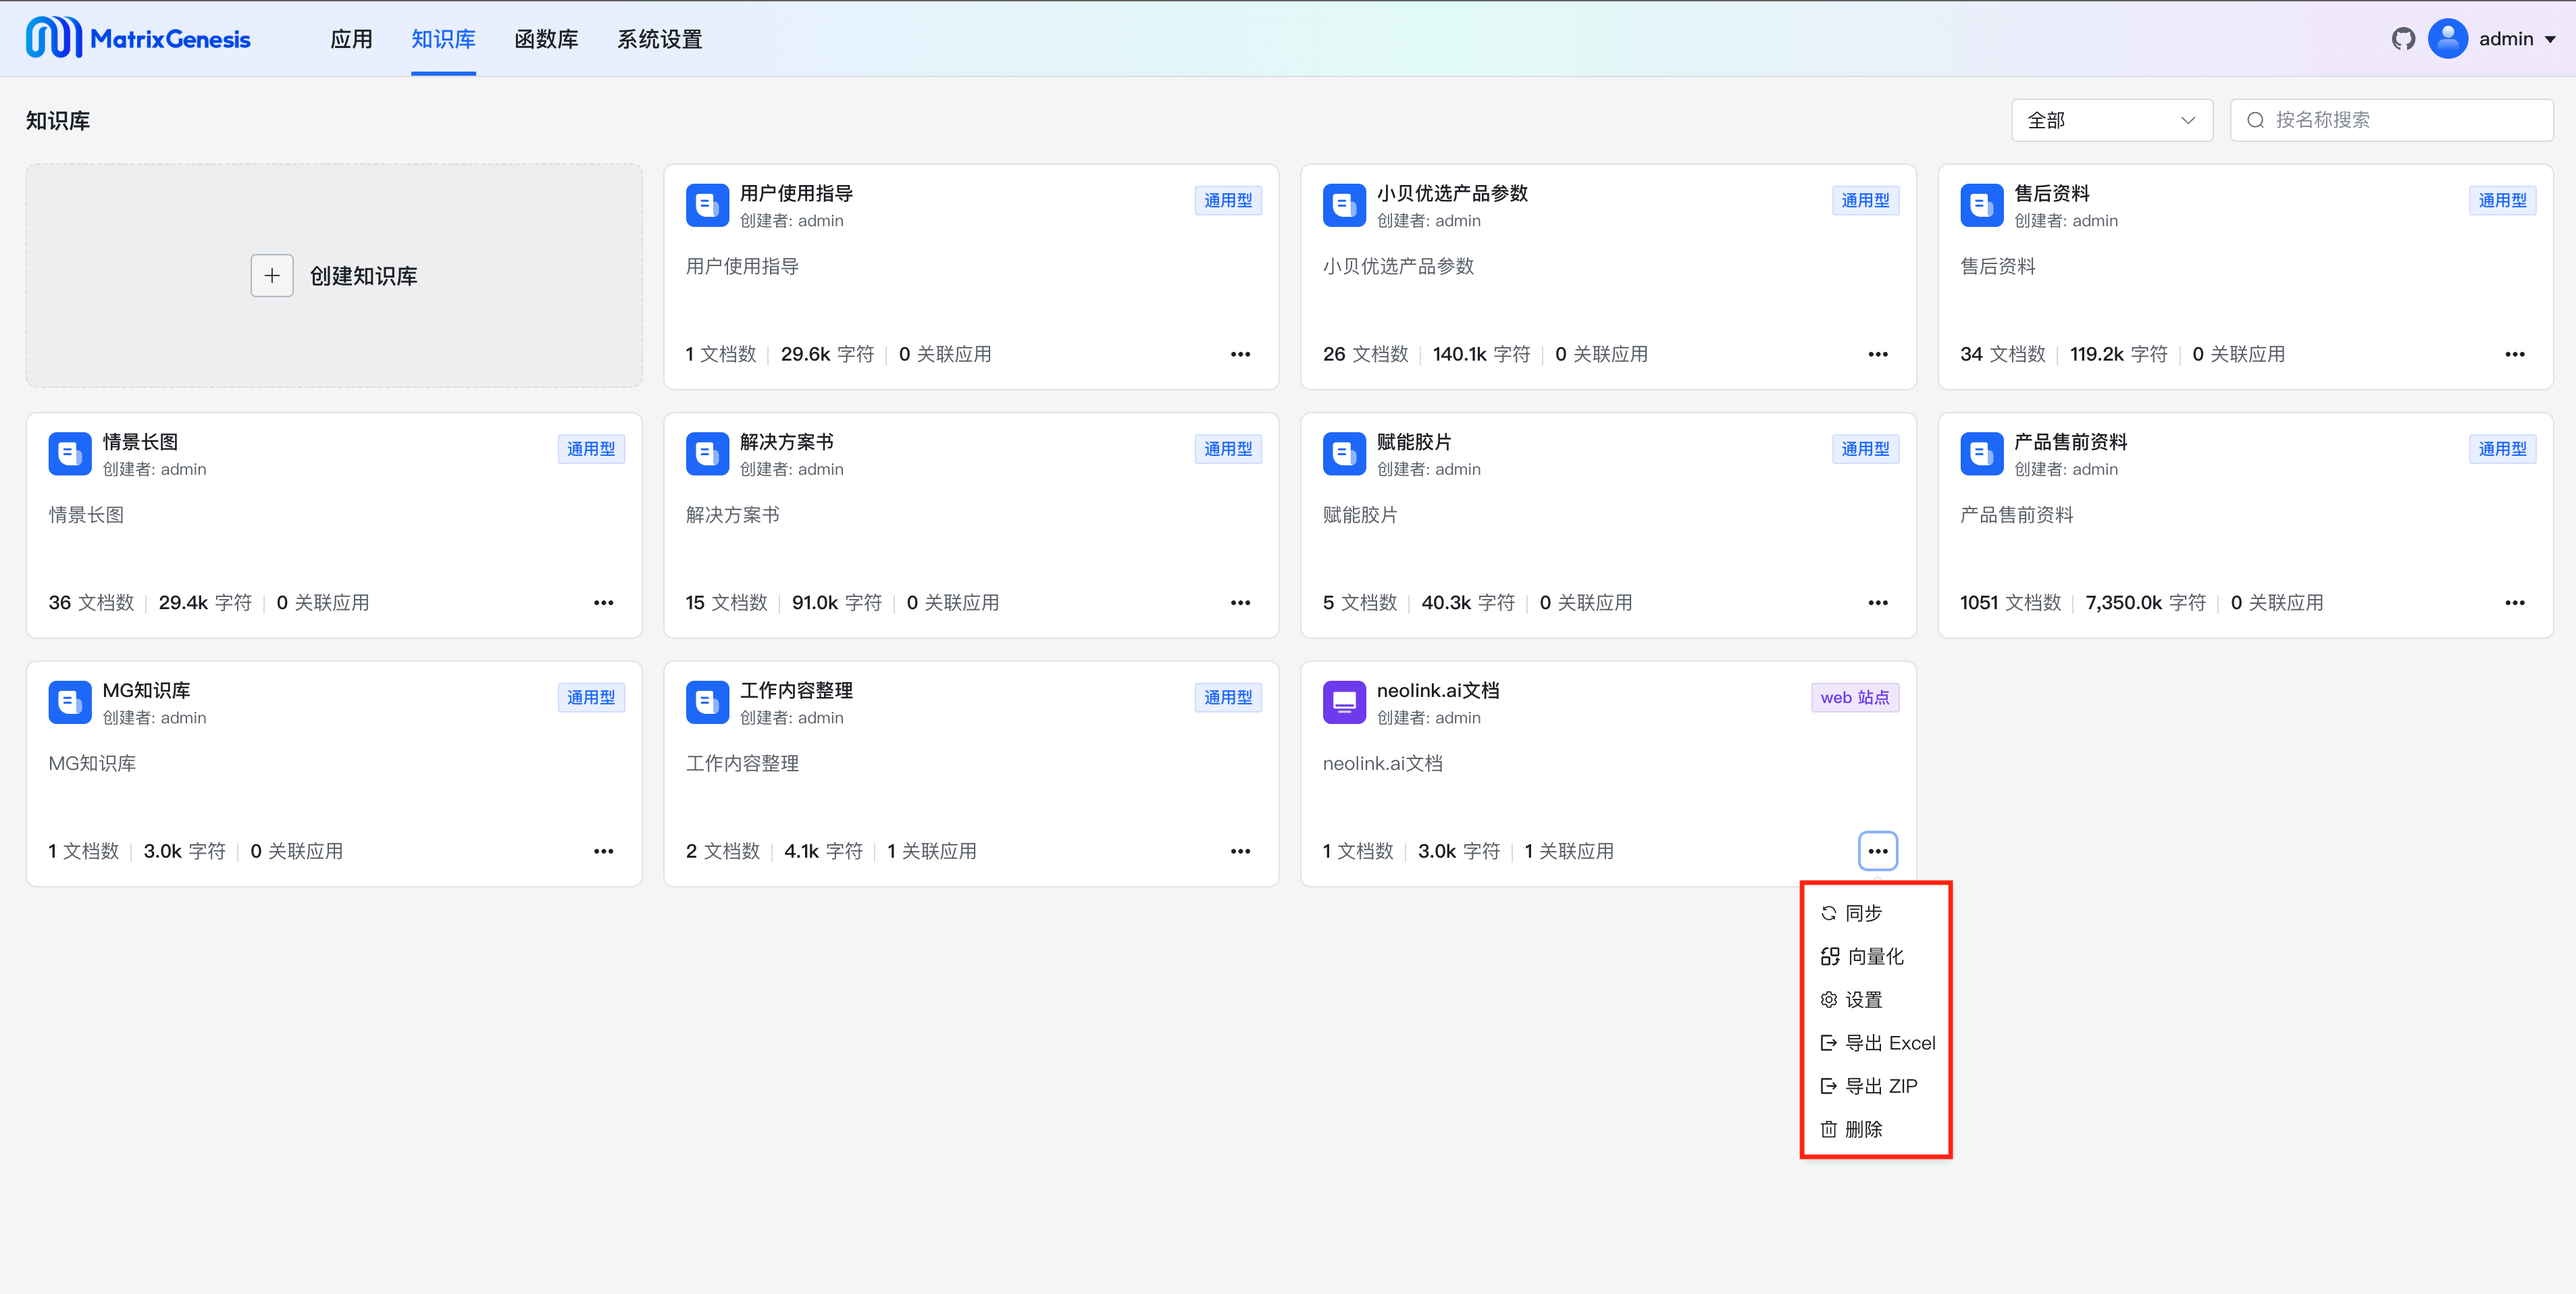 MatrixGenesis 应用 知识库 函数库 系统设置 admin
知识库 全部 按名称搜索
创建知识库
用户使用指导 通用型
创建者: admin
用户使用指导
1 文档数 29.6k 字符 0 关联应用
小贝优选产品参数 通用型
创建者: admin
小贝优选产品参数
26 文档数 140.1k 字符 0 关联应用
售后资料 通用型
创建者: admin
售后资料
34 文档数 119.2k 字符 0 关联应用
情景长图 通用型
创建者: admin
情景长图
36 文档数 29.4k 字符 0 关联应用
解决方案书 通用型
创建者: admin
解决方案书
15 文档数 91.0k 字符 0 关联应用
赋能胶片 通用型
创建者: admin
赋能胶片
5 文档数 40.3k 字符 0 关联应用
产品售前资料 通用型
创建者: admin
产品售前资料
1051 文档数 7,350.0k 字符 0 关联应用
MG知识库 通用型
创建者: admin
MG知识库
1 文档数 3.0k 字符 0 关联应用
工作内容整理 通用型
创建者: admin
工作内容整理
2 文档数 4.1k 字符 1 关联应用
neolink.ai文档 web 站点
创建者: admin
neolink.ai文档
1 文档数 3.0k 字符 1 关联应用
同步
向量化
设置
导出 Excel
导出 ZIP
删除